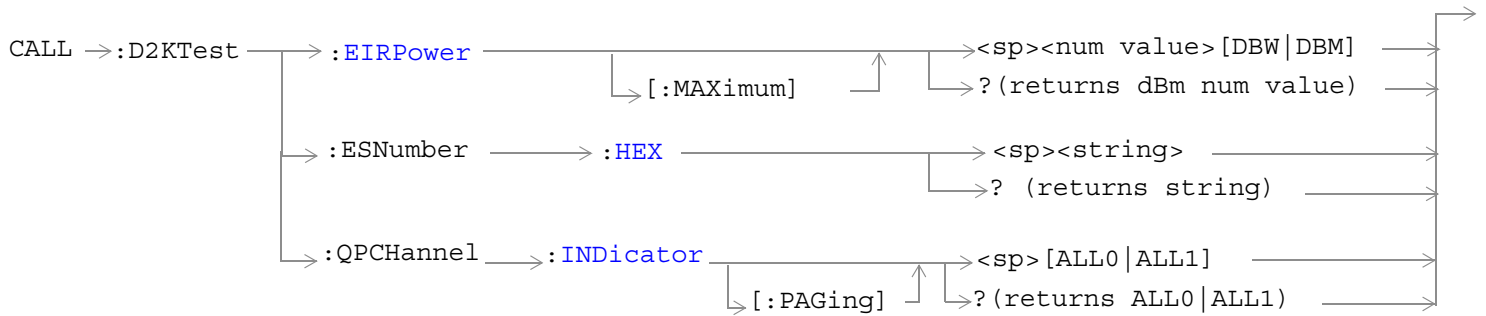 CALL :D2KTest :EIRPower <sp><num value>[DBW|DBM]
[:MAXimum] ?(returns dBm num value)
:ESNumber :HEX <sp><string>
? (returns string)
:QPCHannel :INDicator <sp>[ALL0|ALL1]
[:PAGing] ?(returns ALL0|ALL1)